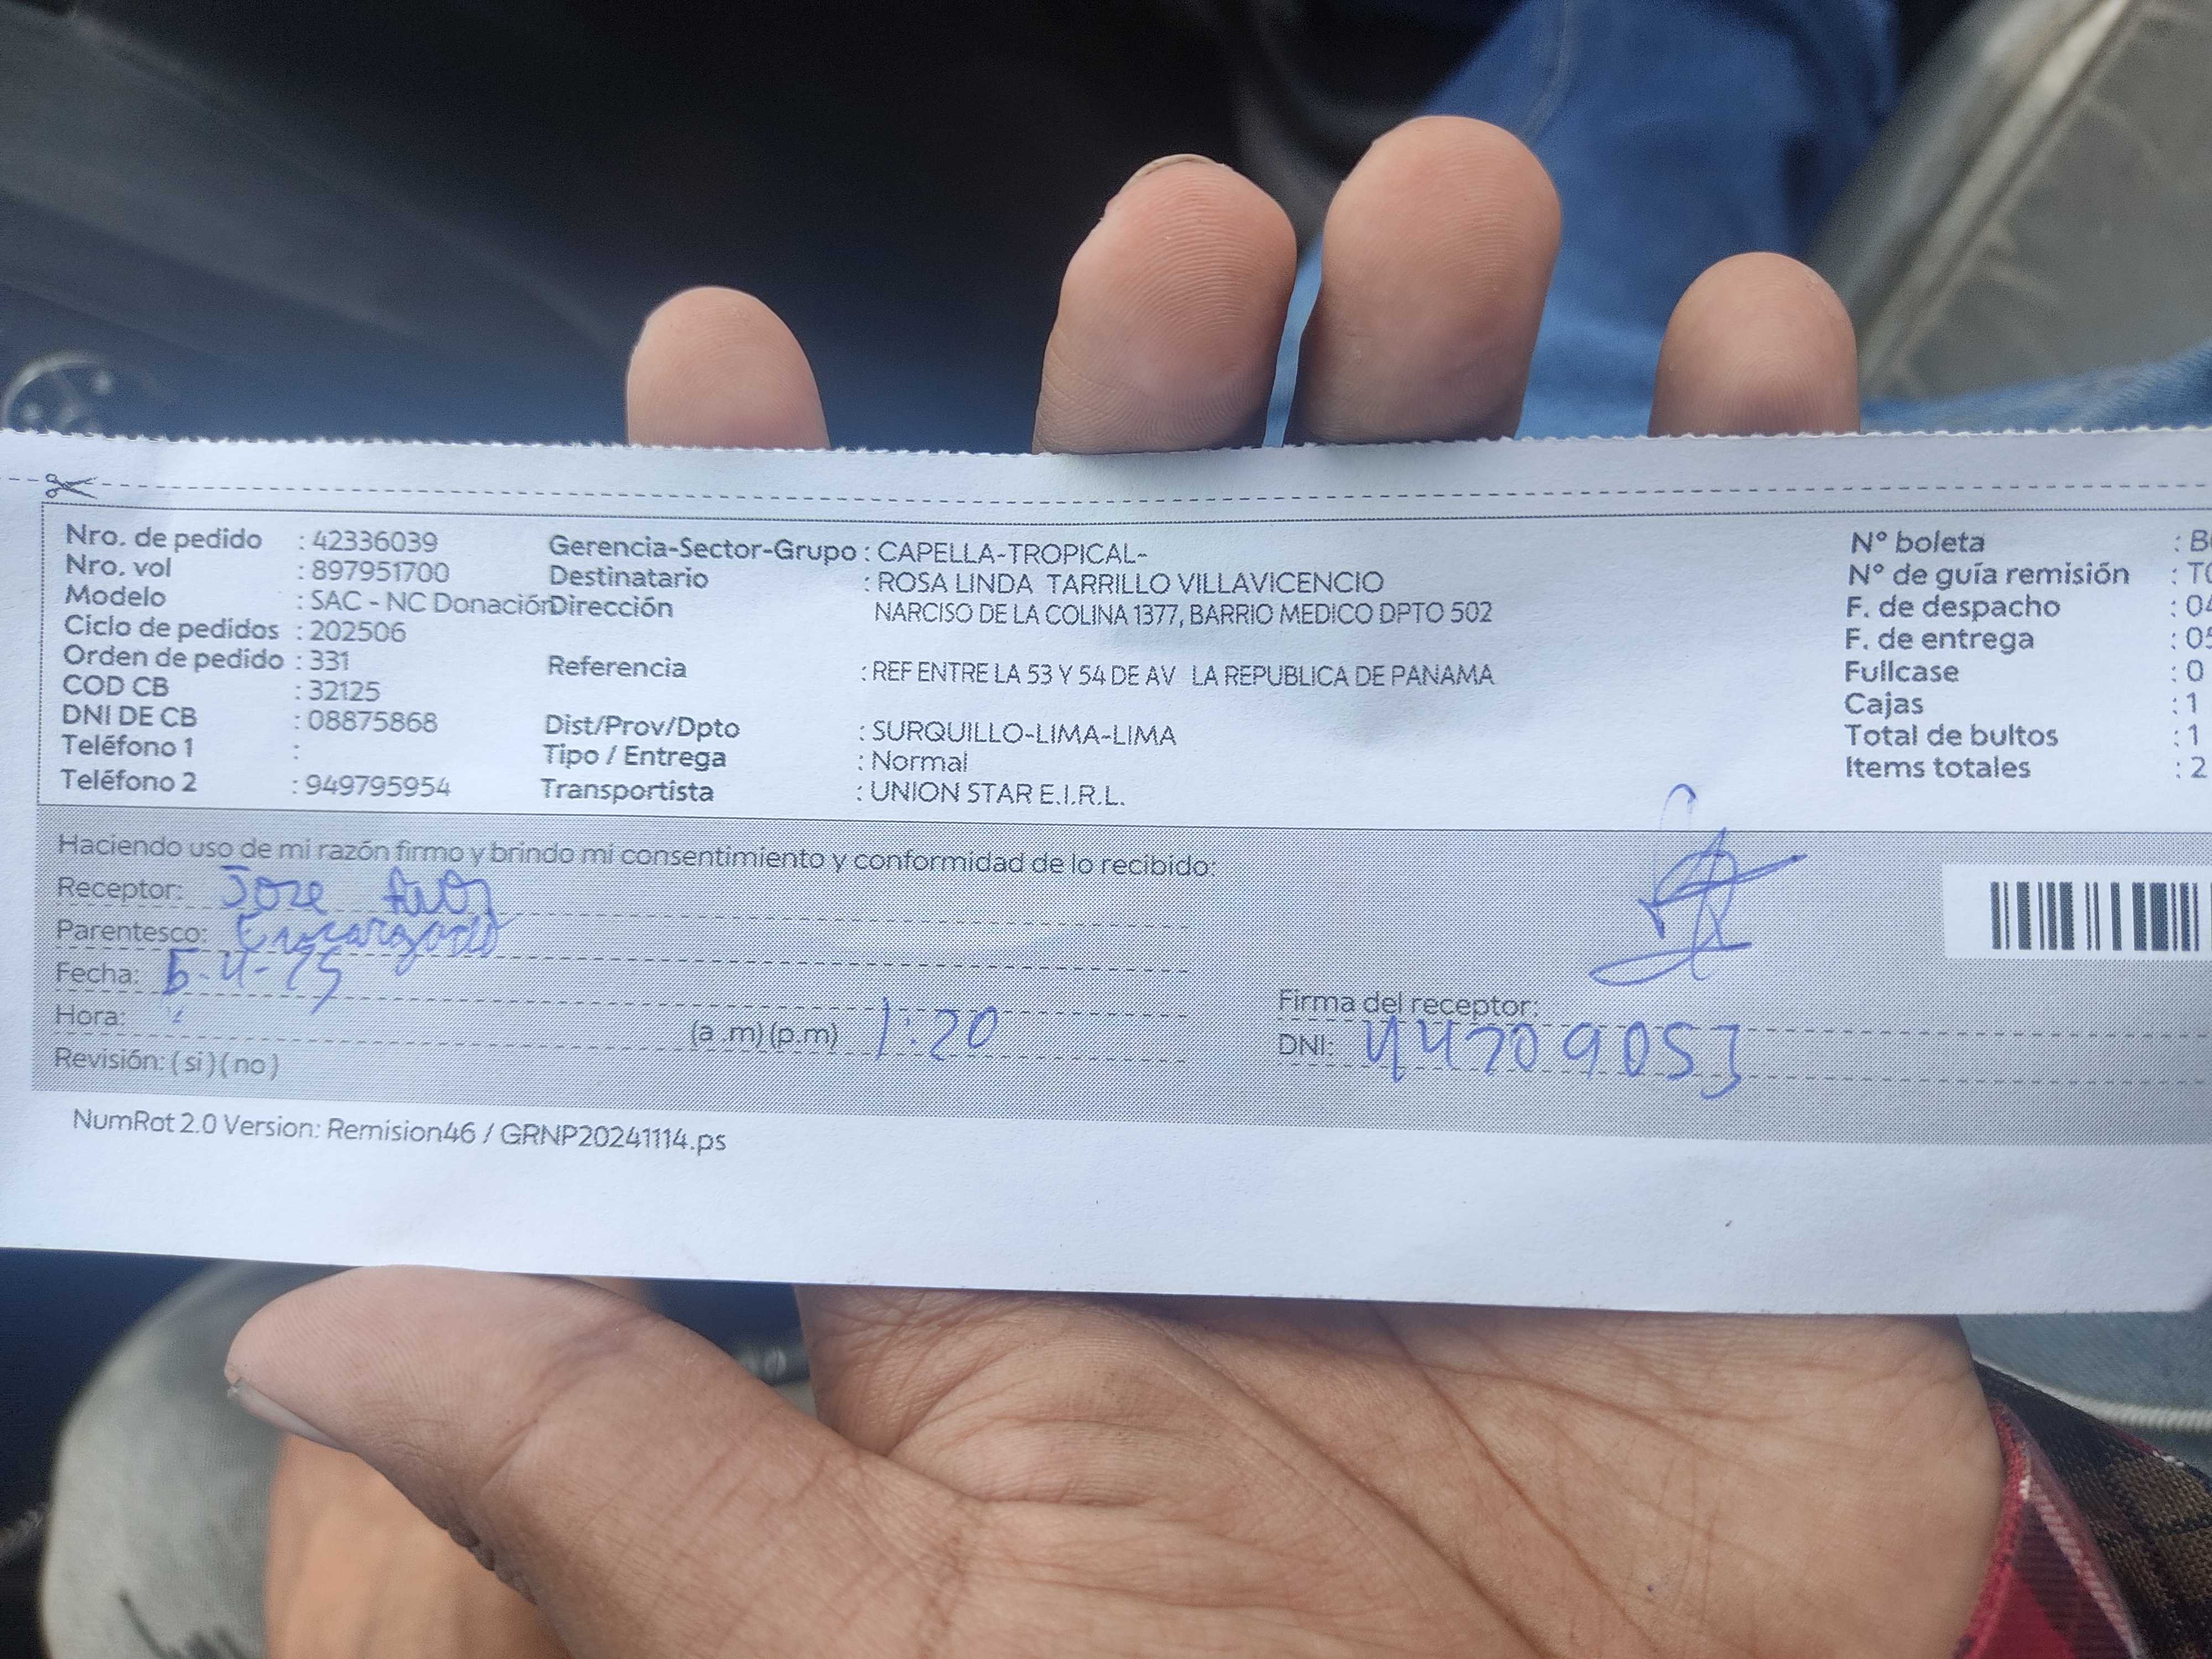 Nro. de pedido : 42336039
Nro. vol : 897951700
Modelo : SAC - NC Donación
Ciclo de pedidos : 202506
Orden de pedido : 331
COD CB : 32125
DNI DE CB : 08875868
Teléfono 1 :
Teléfono 2 : 949795954
Gerencia-Sector-Grupo : CAPELLA-TROPICAL-
Destinatario : ROSA LINDA TARRILLO VILLAVICENCIO
Dirección NARCISO DE LA COLINA 1377, BARRIO MEDICO DPTO 502
Referencia : REF ENTRE LA 53 Y 54 DE AV LA REPUBLICA DE PANAMA
Dist/Prov/Dpto : SURQUILLO-LIMA-LIMA
Tipo / Entrega : Normal
Transportista : UNION STAR E.I.R.L.
N° boleta :
N° de guía remisión :
F. de despacho : 04
F. de entrega : 05
Fullcase : 0
Cajas : 1
Total de bultos : 1
Items totales : 2
Haciendo uso de mi razón firmo y brindo mi consentimiento y conformidad de lo recibido:
Receptor: Jose
Parentesco: Encargado
Fecha: 5-4-25
Hora: (a .m) (p.m) 1:20
Revisión: ( si ) ( no )
Firma del receptor:
DNI: 44709053
NumRot 2.0 Version: Remision46 / GRNP20241114.ps